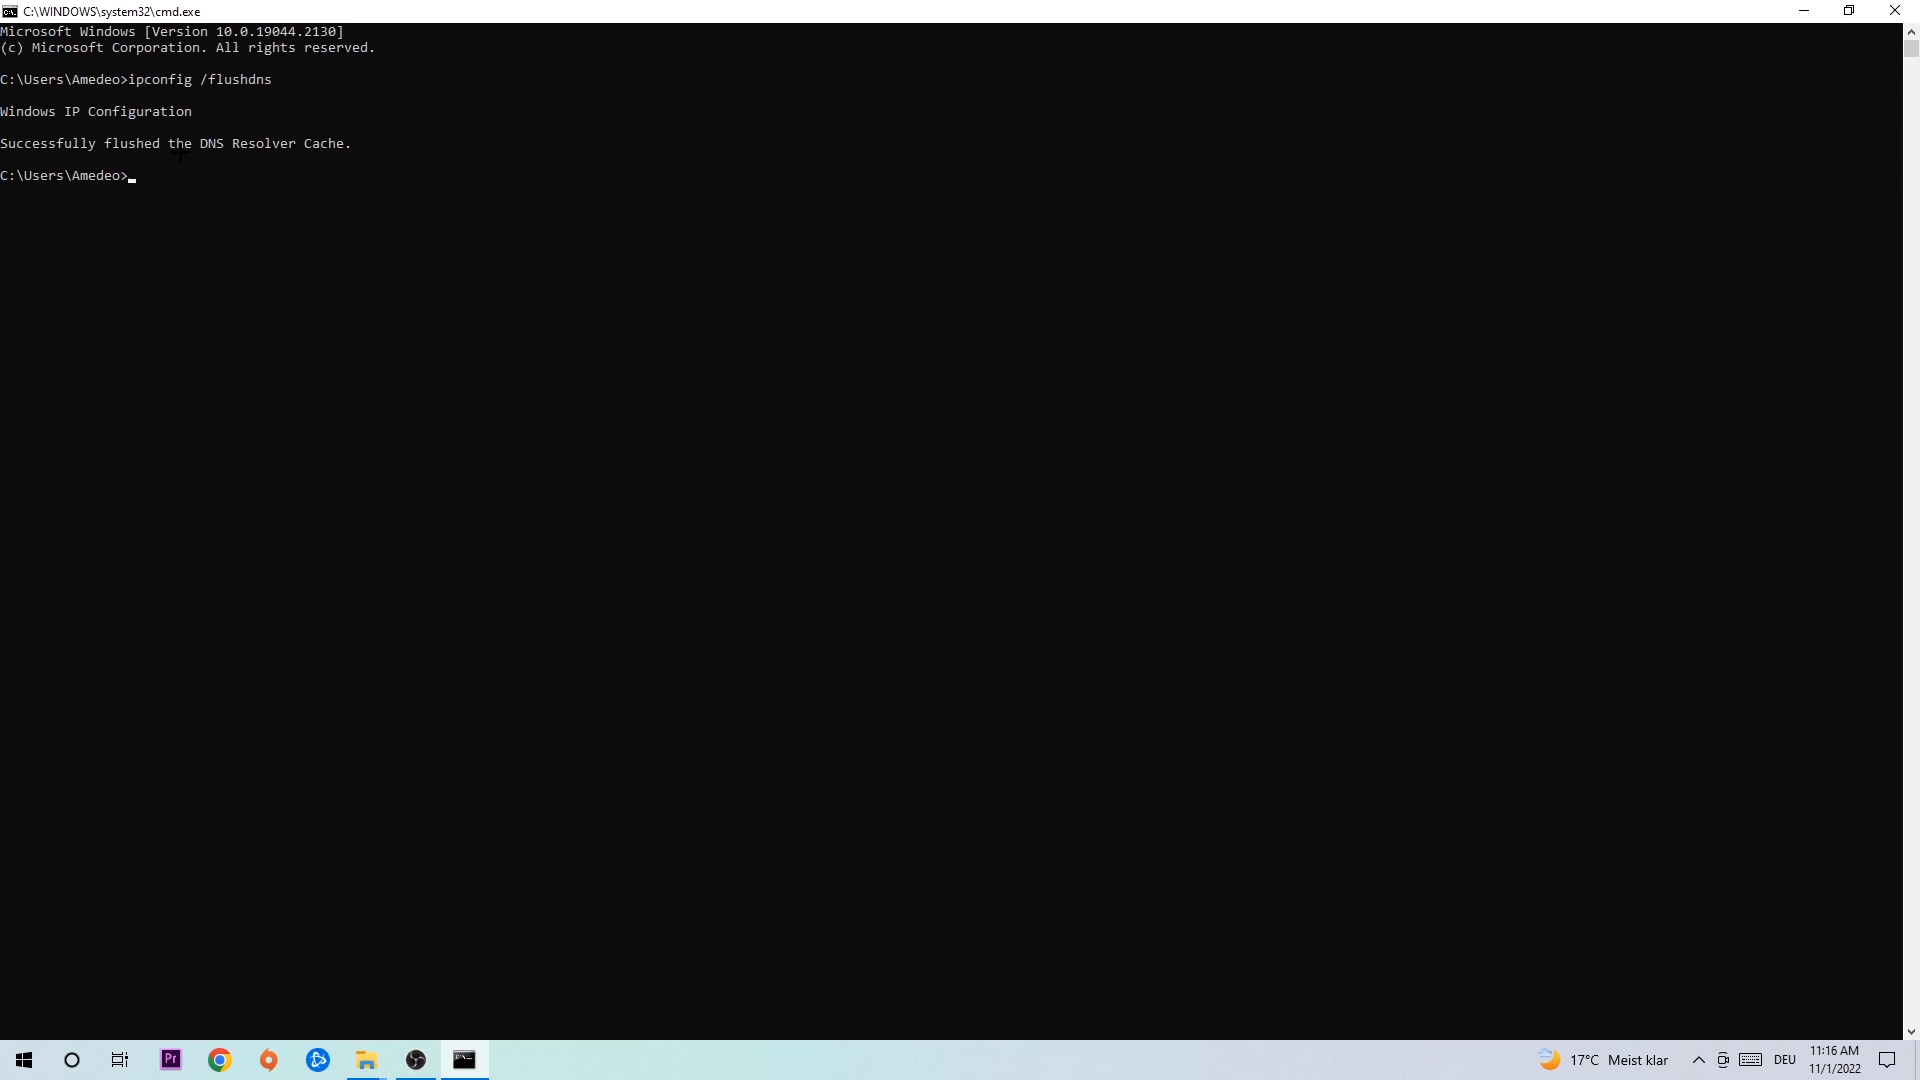 C:\WINDOWS\system32\cmd.exe
Microsoft Windows [Version 10.0.19044.2130]
(c) Microsoft Corporation. All rights reserved.
C:\Users\Amedeo>ipconfig /flushdns
Windows IP Configuration
Successfully flushed the DNS Resolver Cache.
C:\Users\Amedeo>
Pr
17°C Meist klar
DEU
11:16 AM
11/1/2022